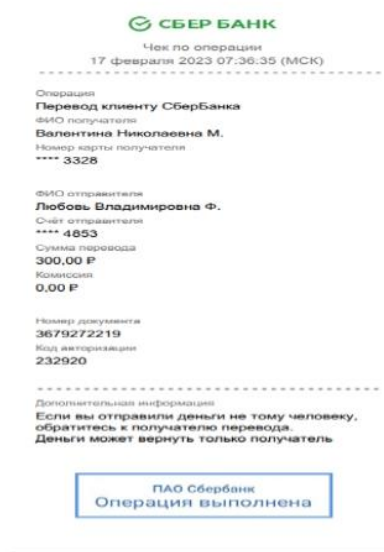 СБЕР БАНК
Чек по операции
17 февраля 2023 07:36:35 (МСК)
Операция
Перевод клиенту СберБанка
ФИО получателя
Валентина Николаевна М.
Номер карты получателя
**** 3328
ФИО отправителя
Любовь Владимировна Ф.
Счёт отправителя
**** 4853
Сумма перевода
300,00 ₽
Комиссия
0,00 ₽
Номер документа
3679272219
Код авторизации
232920
Дополнительная информация
Если вы отправили деньги не тому человеку,
обратитесь к получателю перевода.
Деньги может вернуть только получатель
ПАО Сбербанк
Операция выполнена